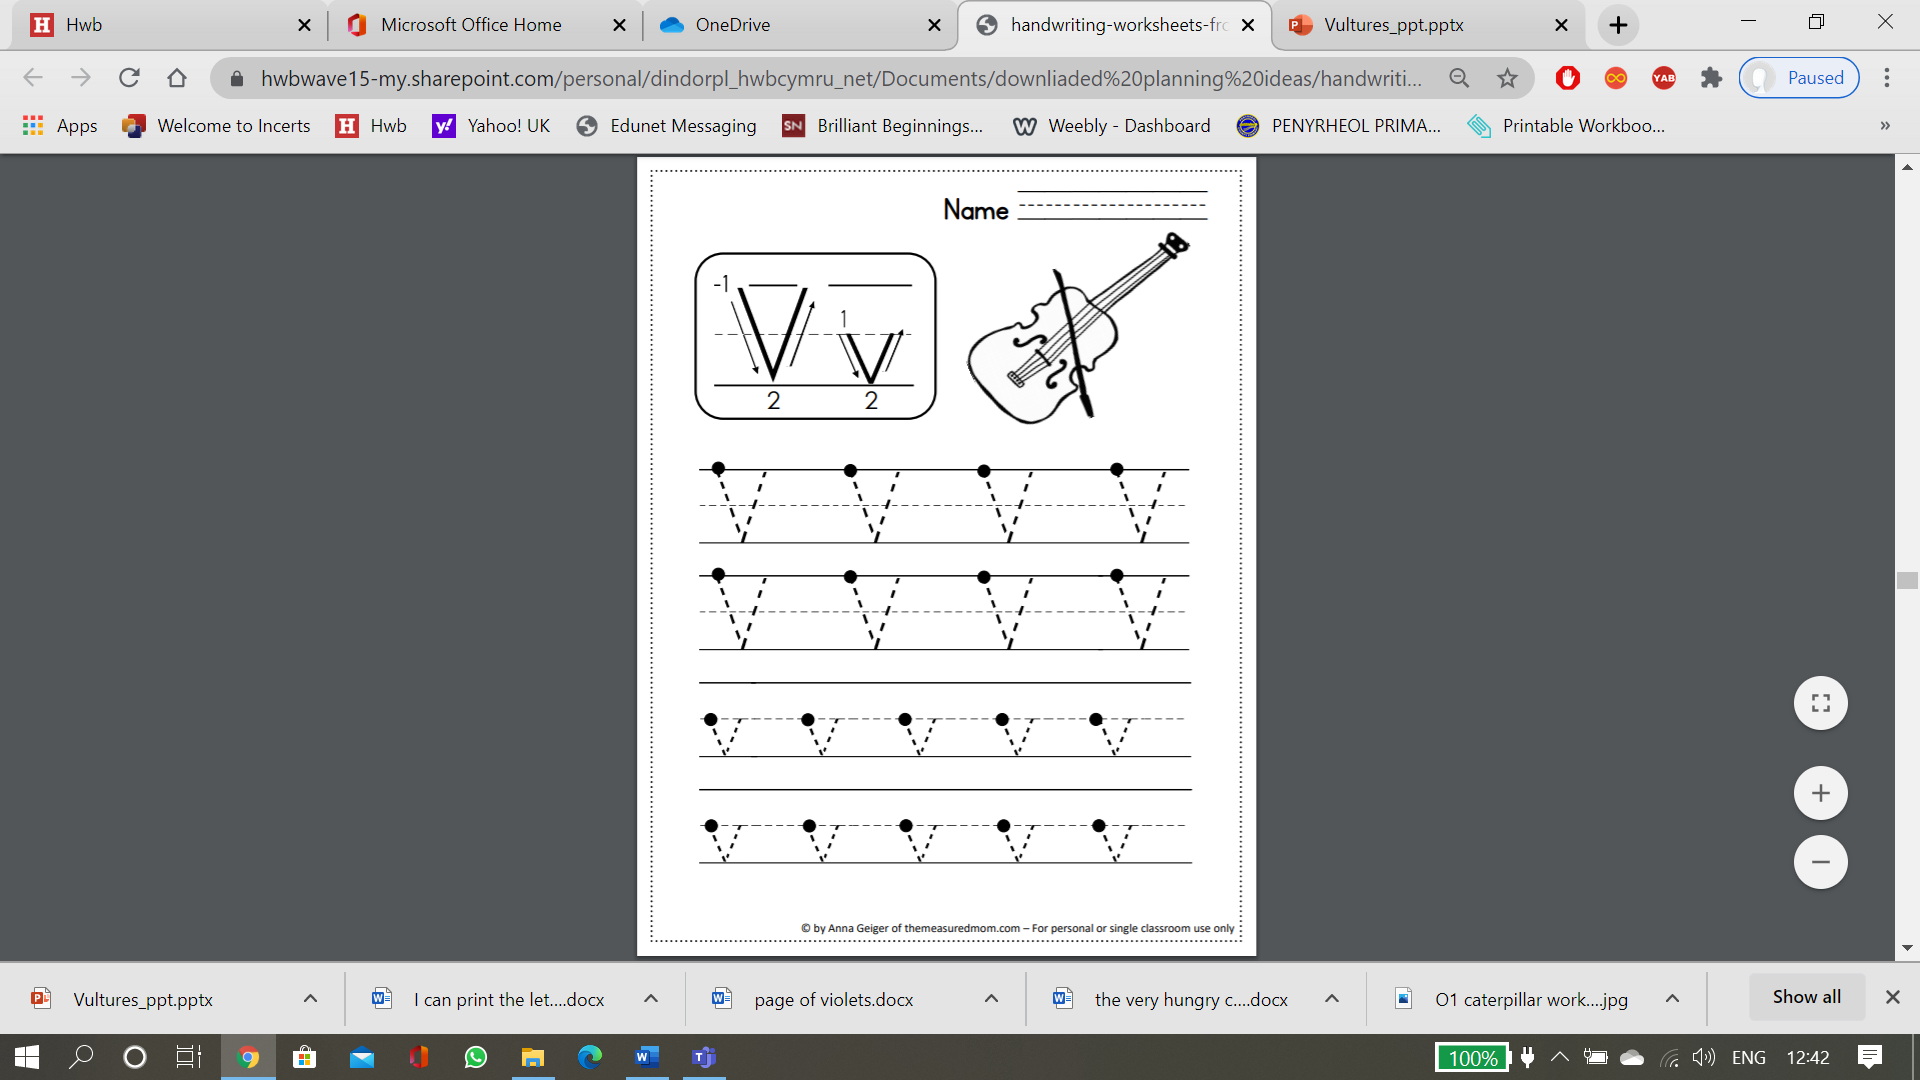 Hwb
Microsoft Office Home
OneDrive
handwriting-worksheets-fro
Vultures_ppt.pptx
hwbwave15-my.sharepoint.com/personal/dindorpl_hwbcymru_net/Documents/downliaded%20planning%20ideas/handwriti...
YAB
Paused
Apps
Welcome to Incerts
Hwb
Yahoo! UK
Edunet Messaging
SN
Brilliant Beginnings...
Weebly - Dashboard
PENYRHEOL PRIMA...
Printable Workboo...
»
Name
1 V 1 v
2 2
V V V V
V V V V
v v v v v
v v v v v
© by Anna Geiger of themeasuredmom.com – For personal or single classroom use only
Vultures_ppt.pptx
I can print the let....docx
page of violets.docx
the very hungry c....docx
O1 caterpillar work....jpg
Show all
100%
ENG
12:42